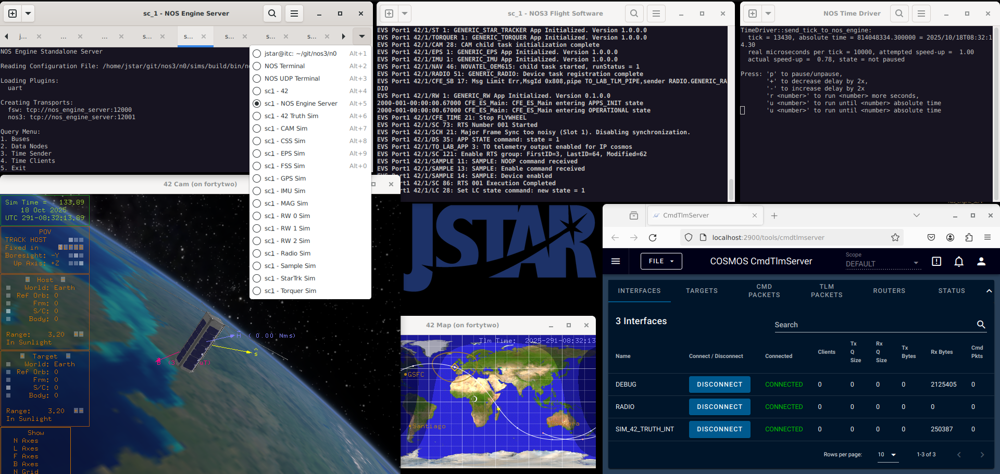 sc_1 - NOS Engine Server
j...
...
...
s...
s...
s...
s...
s...
NOS Engine Standalone Server
Reading Configuration File: /home/jstar/git/nos3/n0/sims/build/bin/n
Loading Plugins:
uart
Creating Transports:
fsw: tcp://nos_engine_server:12000
nos3: tcp://nos_engine_server:12001
Query Menu:
1. Buses
2. Data Nodes
3. Time Sender
4. Time Clients
5. Exit
jstar@itc: ~/git/nos3/n0 Alt+1
NOS Terminal Alt+2
NOS UDP Terminal Alt+3
sc1 - 42 Alt+4
sc1 - NOS Engine Server Alt+5
sc1 - 42 Truth Sim Alt+6
sc1 - CAM Sim Alt+7
sc1 - CSS Sim Alt+8
sc1 - EPS Sim Alt+9
sc1 - FSS Sim Alt+0
sc1 - GPS Sim
sc1 - IMU Sim
sc1 - MAG Sim
sc1 - RW 0 Sim
sc1 - RW 1 Sim
sc1 - RW 2 Sim
sc1 - Radio Sim
sc1 - Sample Sim
sc1 - StarTrk Sim
sc1 - Torquer Sim
sc_1 - NOS3 Flight Software
EVS Port1 42/1/ST 1: GENERIC_STAR_TRACKER App Initialized. Version 1.0.0.0
EVS Port1 42/1/TORQUER 1: GENERIC_TORQUER App Initialized. Version 1.0.0.0
EVS Port1 42/1/CAM 28: CAM child task initialization complete
EVS Port1 42/1/EPS 1: GENERIC_EPS App Initialized. Version 1.0.0.0
EVS Port1 42/1/IMU 1: GENERIC_IMU App Initialized. Version 1.0.0.0
EVS Port1 42/1/NAV 46: NOVATEL_OEM615: child task started, runStatus = 1
EVS Port1 42/1/RADIO 51: GENERIC_RADIO: Device task registration complete
EVS Port1 42/1/CFE_SB 17: Msg Limit Err,MsgId 0x808,pipe TO_LAB_TLM_PIPE,sender RADIO.GENERIC_RA
DIO
EVS Port1 42/1/RW 1: GENERIC_RW App Initialized. Version 0.1.0.0
2000-001-00:00:00.67000 CFE_ES_Main: CFE_ES_Main entering APPS_INIT state
2000-001-00:00:00.67000 CFE_ES_Main: CFE_ES_Main entering OPERATIONAL state
EVS Port1 42/1/CFE_TIME 21: Stop FLYWHEEL
EVS Port1 42/1/SC 73: RTS Number 001 Started
EVS Port1 42/1/SCH 21: Major Frame Sync too noisy (Slot 1). Disabling synchronization.
EVS Port1 42/1/DS 35: APP STATE command: state = 1
EVS Port1 42/1/TO_LAB_APP 3: TO telemetry output enabled for IP cosmos
EVS Port1 42/1/SC 121: Enable RTS group: FirstID=3, LastID=64, Modified=62
EVS Port1 42/1/SAMPLE 11: SAMPLE: NOOP command received
EVS Port1 42/1/SAMPLE 13: SAMPLE: Enable command received
EVS Port1 42/1/SAMPLE 14: SAMPLE: Device enabled
rt1 42/1/SC 86: RTS 001 Execution Completed
rt1 42/1/LC 28: Set LC state command: new state = 1
NOS Time Driver
TimeDriver::send_tick_to_nos_engine:
tick = 13430, absolute time = 814048334.300000 = 2025/10/18T08:32:1
4.30
real microseconds per tick = 10000, attempted speed-up = 1.00
actual speed-up = 0.78, state = not paused
Press: 'p' to pause/unpause,
'+' to decrease delay by 2x,
'-' to increase delay by 2x
'r <number>' to run <number> more seconds,
'u <number>' to run until <number> absolute time
'u <number>' to run until <number> absolute time
42 Cam (on fortytwo)
Sim Time = 133.89
18 Oct 2025
UTC 291-08:32:13.89
POV
TRACK HOST
Fixed in
Boresight: -Y
Up Axis: +Z
Host
World: Earth
Ref Orb: 0
Frm: 0
S/C: 0
Body: 0
Range: 3.20
In Sunlight
Target
World: Earth
Ref Orb: 0
Frm: 0
S/C: 0
Body: 0
Range: 3.20
In Sunlight
Show
N Axes
L Axes
F Axes
B Axes
N Grid
H ( 0.00 Nms)
s
JSTAR
42 Map (on fortytwo)
Tlm Time: 2025-291-08:32:13
GSFC
Santiago
CmdTlmServer
localhost:2900/tools/cmdtlmserver
FILE
COSMOS CmdTlmServer
Scope
DEFAULT
INTERFACES TARGETS CMD PACKETS TLM PACKETS ROUTERS STATUS
3 Interfaces
Search
Name Connect / Disconnect Connected Clients Tx Q Size Rx Q Size Tx Bytes Rx Bytes Cmd Pkts
DEBUG DISCONNECT CONNECTED 0 0 0 0 2125405 0
RADIO DISCONNECT CONNECTED 0 0 0 0 0 0
SIM_42_TRUTH_INT DISCONNECT CONNECTED 0 0 0 0 250387 0
Rows per page: 10 1-3 of 3